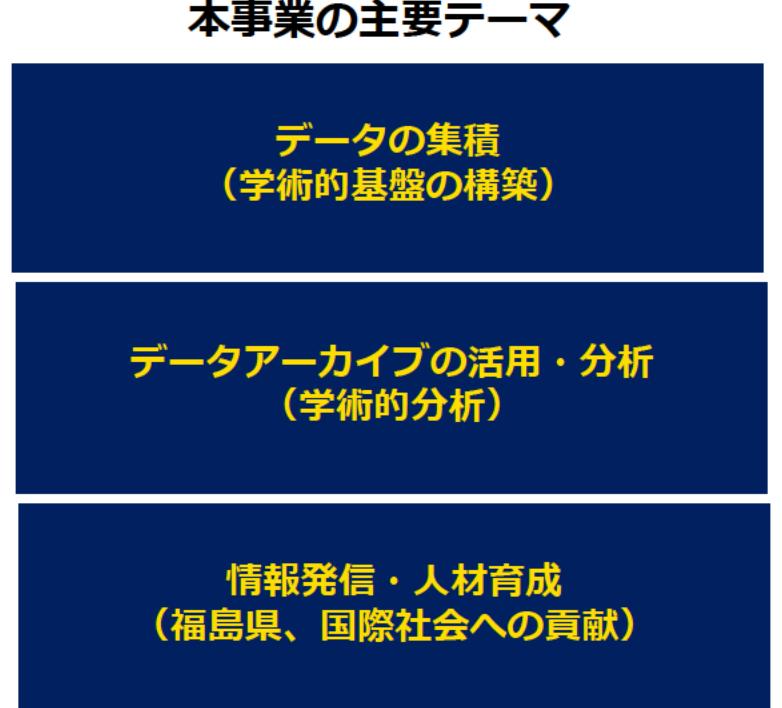 本事業の主要テーマ
データの集積
（学術的基盤の構築）
データアーカイブの活用・分析
（学術的分析）
情報発信・人材育成
（福島県、国際社会への貢献）